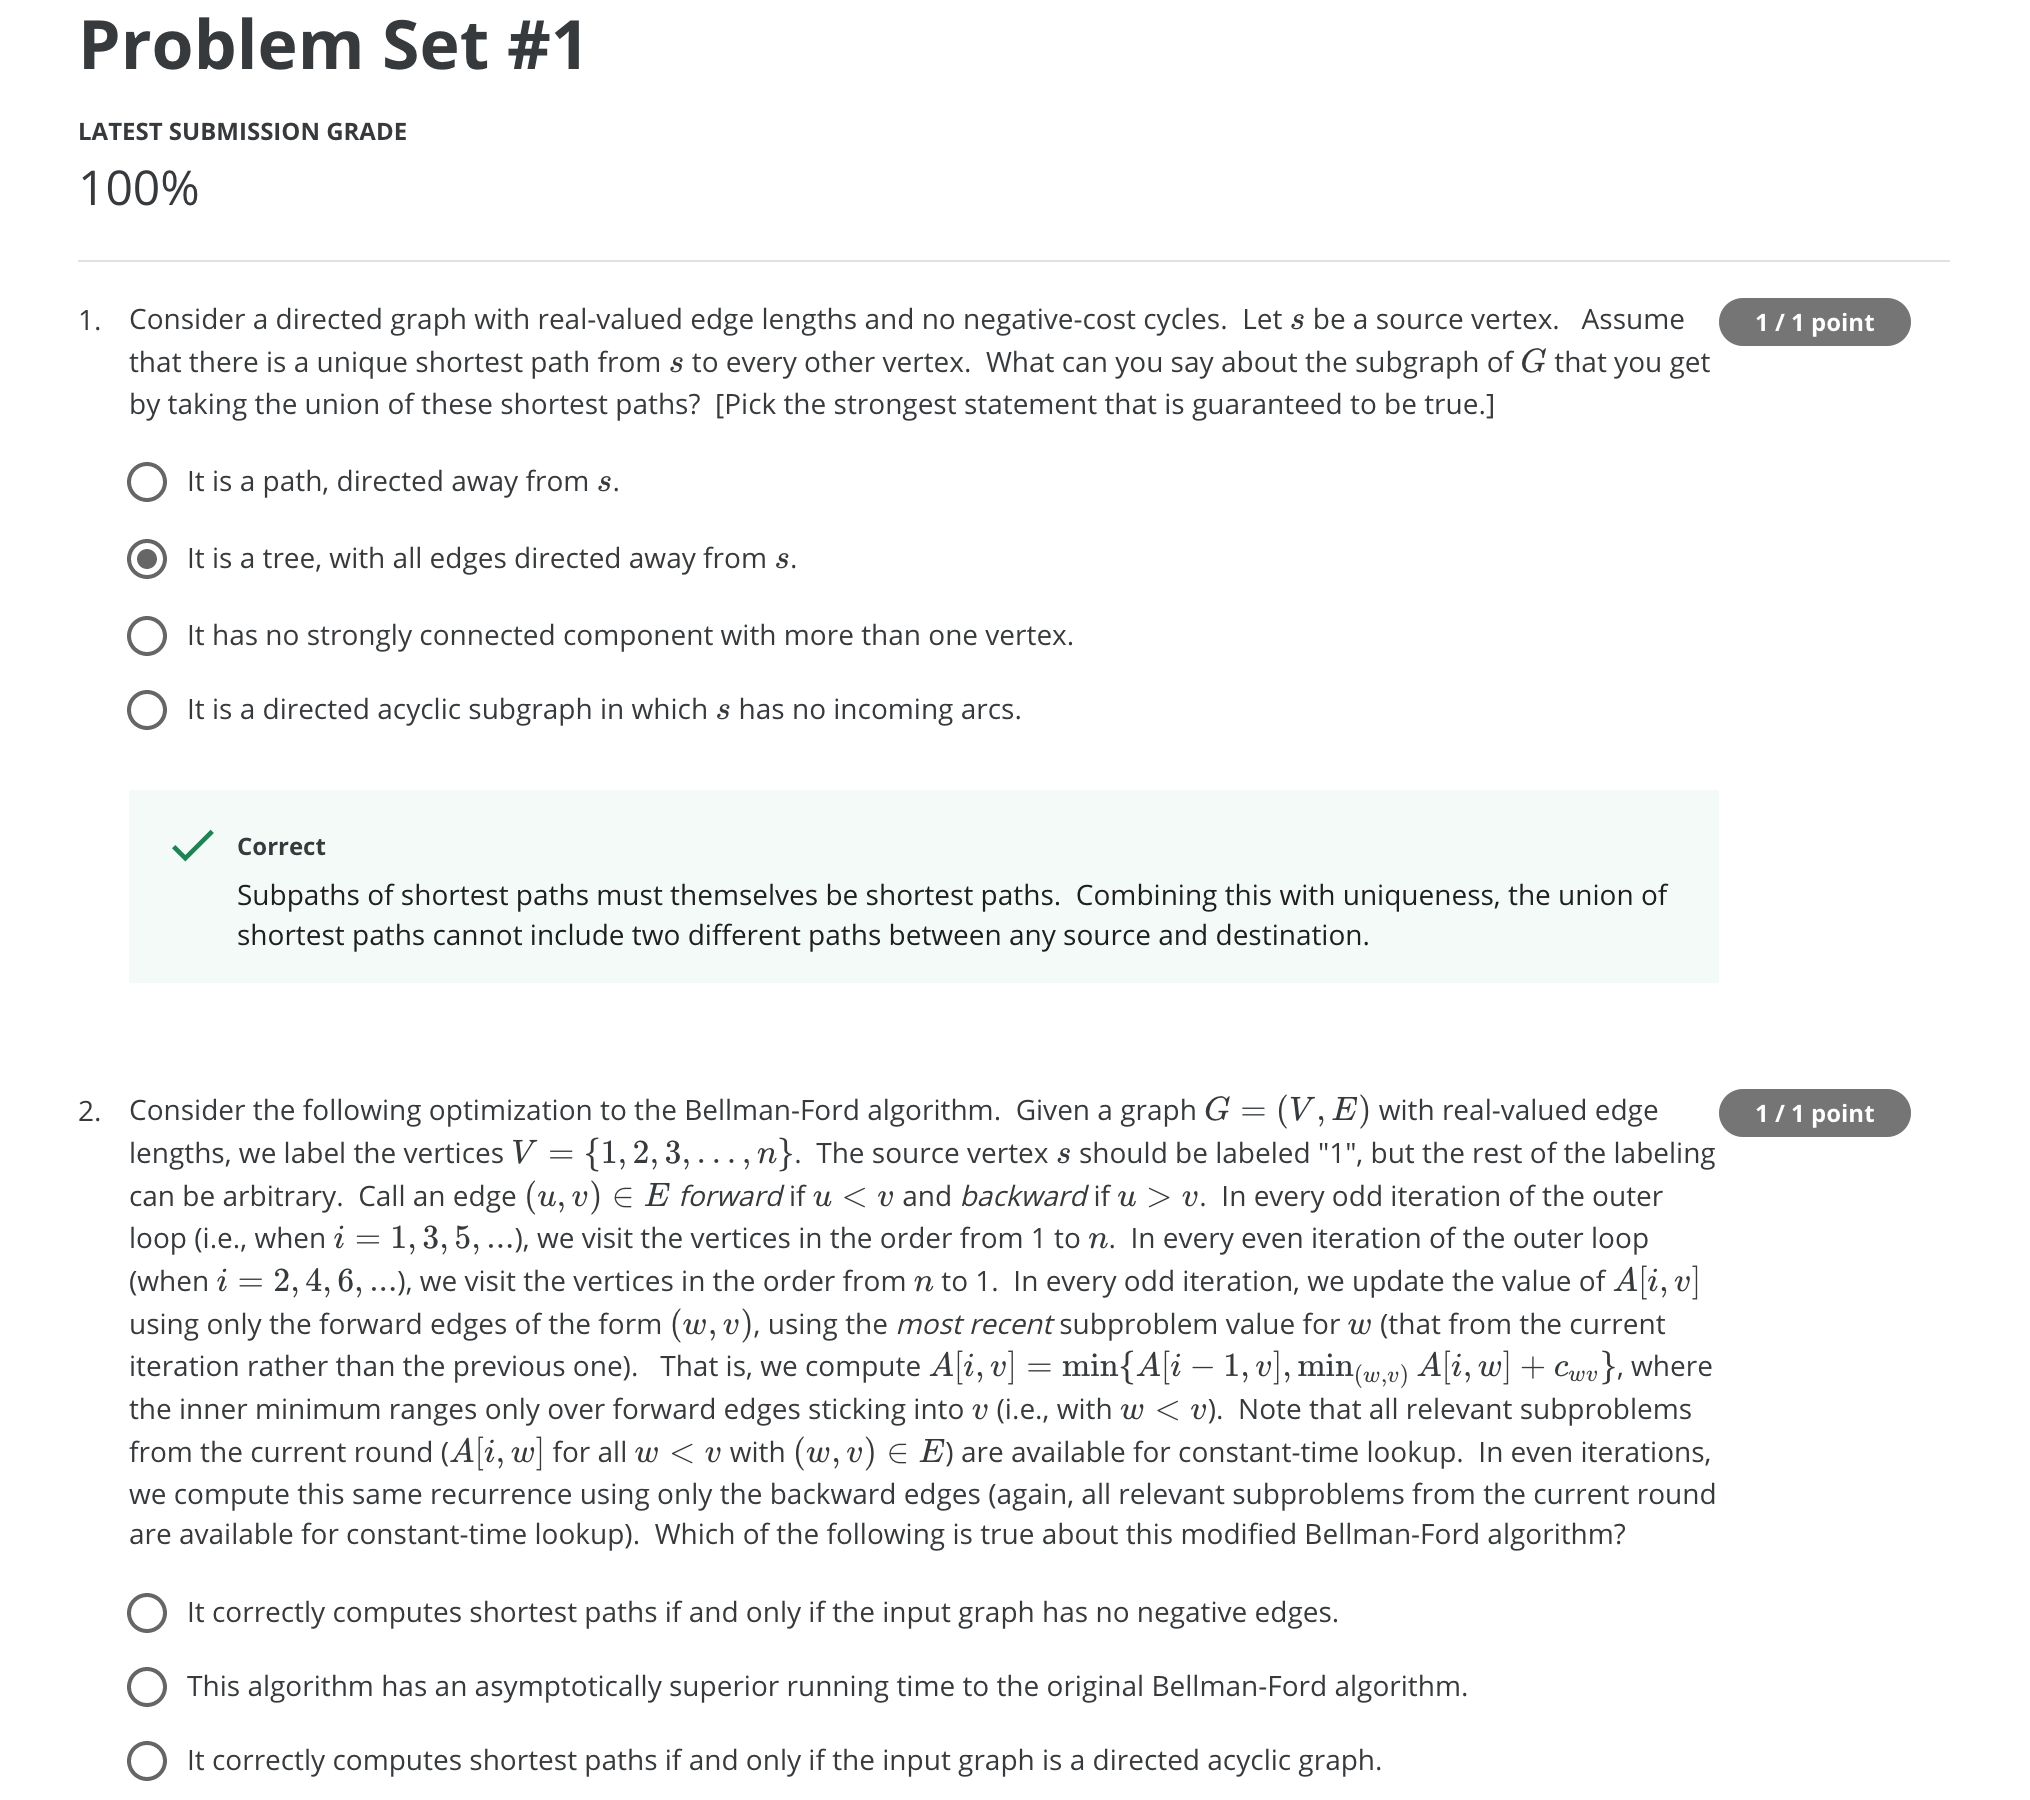 Problem Set #1
LATEST SUBMISSION GRADE
100%
1. Consider a directed graph with real-valued edge lengths and no negative-cost cycles. Let s be a source vertex. Assume
1 / 1 point
that there is a unique shortest path from s to every other vertex. What can you say about the subgraph of G that you get
by taking the union of these shortest paths? [Pick the strongest statement that is guaranteed to be true.]
It is a path, directed away from s.
It is a tree, with all edges directed away from s.
It has no strongly connected component with more than one vertex.
It is a directed acyclic subgraph in which s has no incoming arcs.
Correct
Subpaths of shortest paths must themselves be shortest paths. Combining this with uniqueness, the union of
shortest paths cannot include two different paths between any source and destination.
2. Consider the following optimization to the Bellman-Ford algorithm. Given a graph G = (V, E) with real-valued edge
1 / 1 point
lengths, we label the vertices V = {1, 2, 3, . . . , n}. The source vertex s should be labeled "1", but the rest of the labeling
can be arbitrary. Call an edge (u, v) ∈ E forward if u < v and backward if u > v. In every odd iteration of the outer
loop (i.e., when i = 1, 3, 5, ...), we visit the vertices in the order from 1 to n. In every even iteration of the outer loop
(when i = 2, 4, 6, ...), we visit the vertices in the order from n to 1. In every odd iteration, we update the value of A[i, v]
using only the forward edges of the form (w, v), using the most recent subproblem value for w (that from the current
iteration rather than the previous one). That is, we compute A[i, v] = min{A[i − 1, v], min(w,v) A[i, w] + cwv}, where
the inner minimum ranges only over forward edges sticking into v (i.e., with w < v). Note that all relevant subproblems
from the current round (A[i, w] for all w < v with (w, v) ∈ E) are available for constant-time lookup. In even iterations,
we compute this same recurrence using only the backward edges (again, all relevant subproblems from the current round
are available for constant-time lookup). Which of the following is true about this modified Bellman-Ford algorithm?
It correctly computes shortest paths if and only if the input graph has no negative edges.
This algorithm has an asymptotically superior running time to the original Bellman-Ford algorithm.
It correctly computes shortest paths if and only if the input graph is a directed acyclic graph.